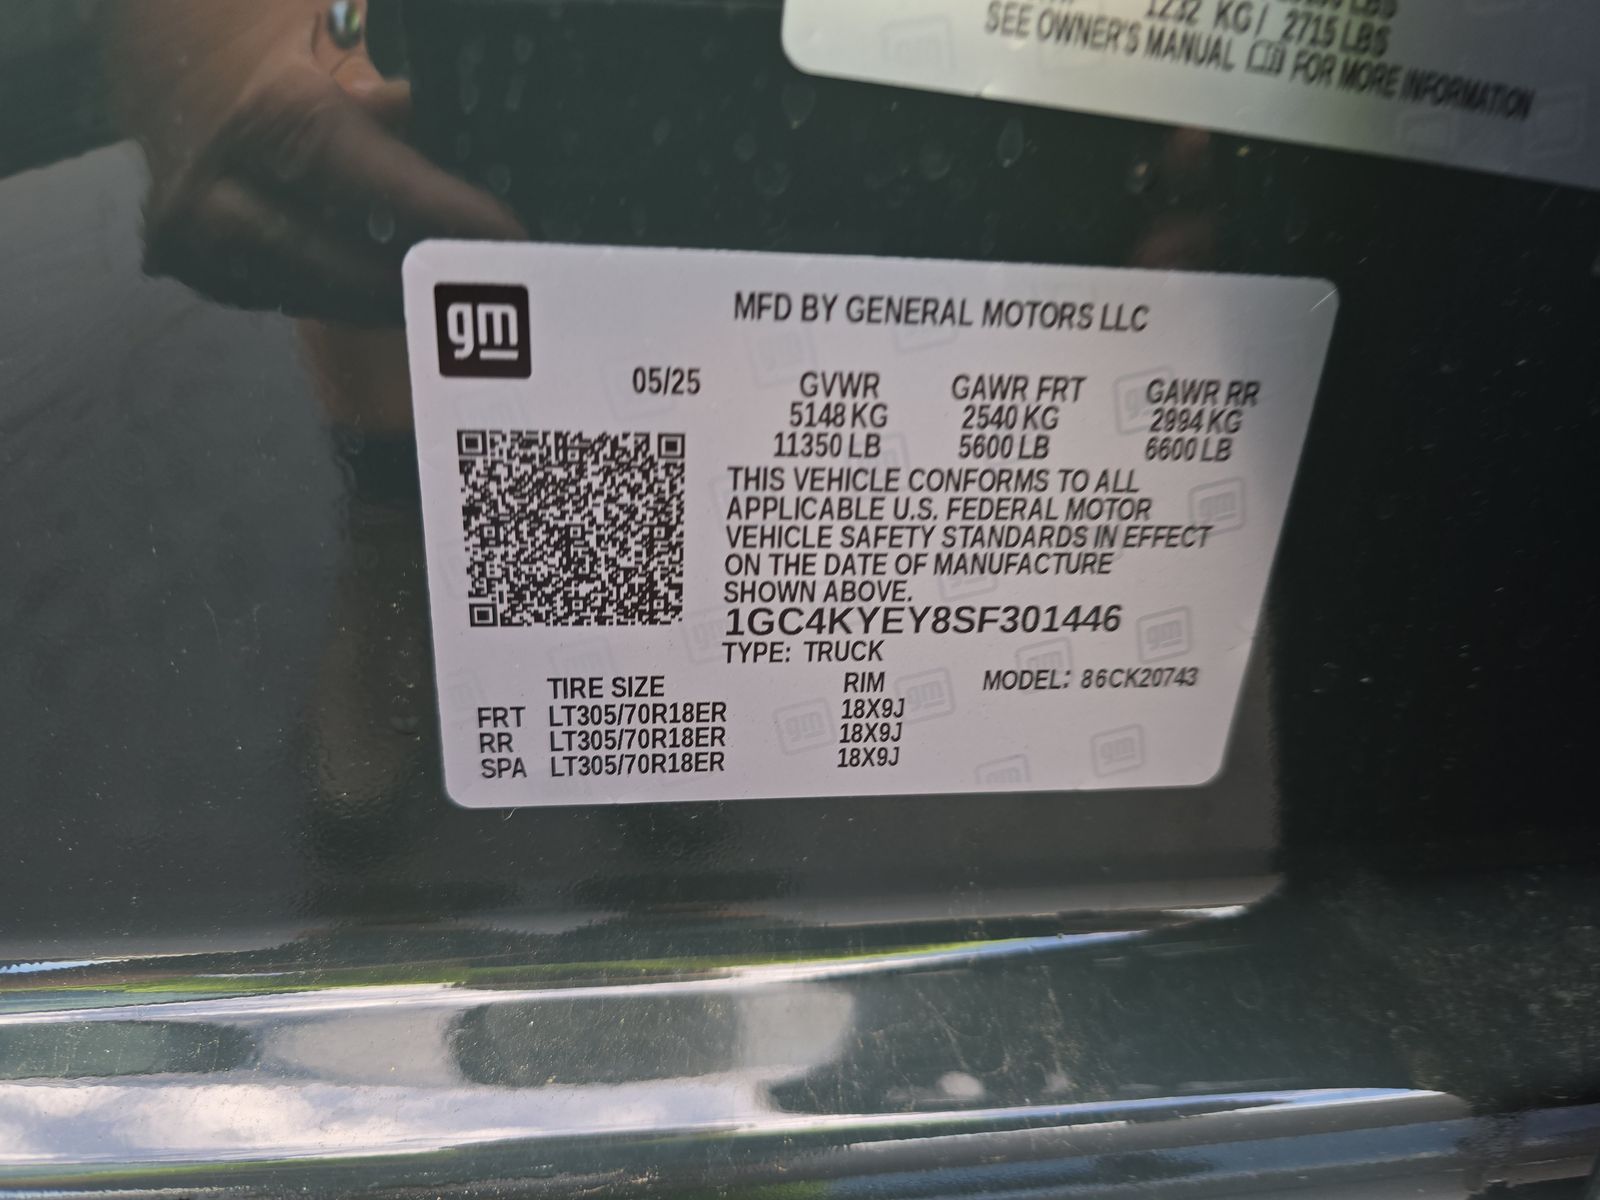 1232 KG/ 2715 LBS
SEE OWNER'S MANUAL FOR MORE INFORMATION
gm
MFD BY GENERAL MOTORS LLC
05/25 GVWR GAWR FRT GAWR RR
5148 KG 2540 KG 2994 KG
11350 LB 5600 LB 6600 LB
THIS VEHICLE CONFORMS TO ALL
APPLICABLE U.S. FEDERAL MOTOR
VEHICLE SAFETY STANDARDS IN EFFECT
ON THE DATE OF MANUFACTURE
SHOWN ABOVE.
1GC4KYEY8SF301446
TYPE: TRUCK
MODEL: 86CK20743
TIRE SIZE RIM
FRT LT305/70R18ER 18X9J
RR LT305/70R18ER 18X9J
SPA LT305/70R18ER 18X9J